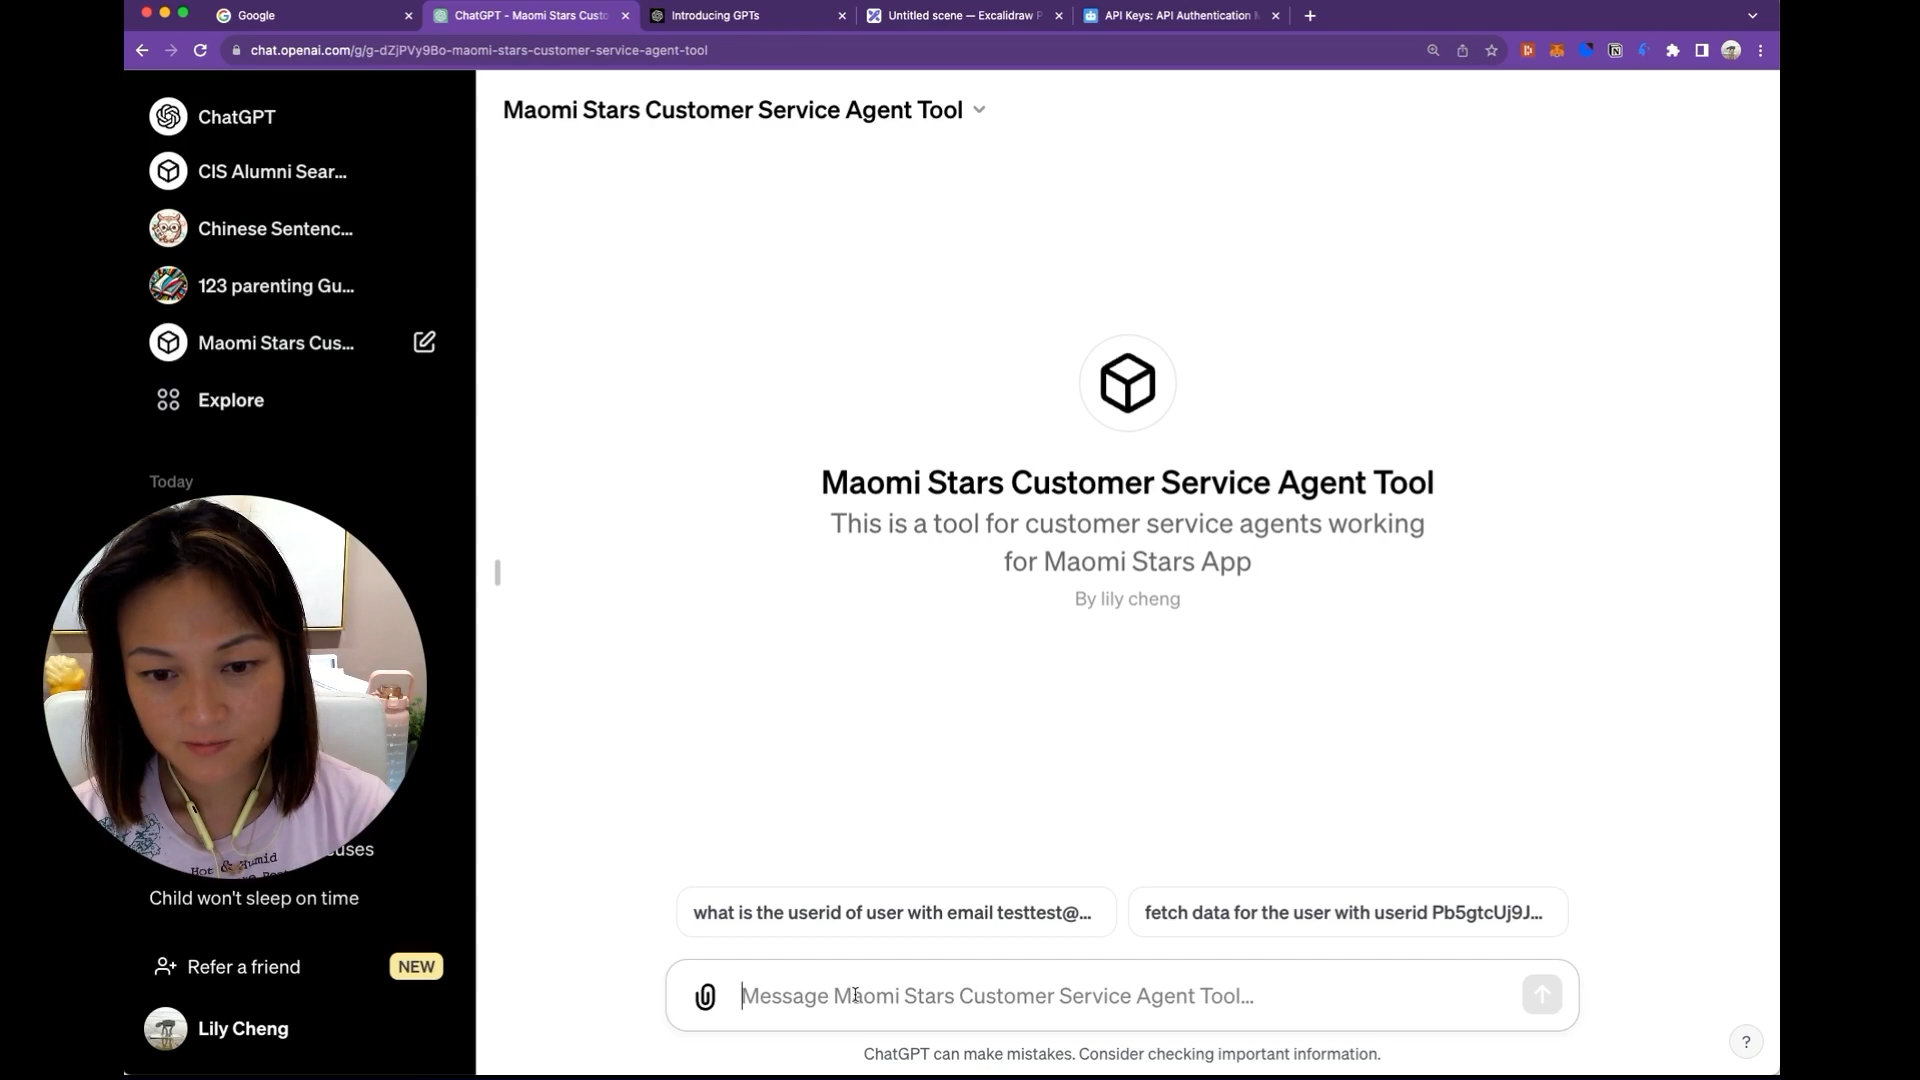 Google
ChatGPT - Maomi Stars Custo
Introducing GPTs
Untitled scene — Excalidraw P
API Keys: API Authentication
chat.openai.com/g/g-dZjPVy9Bo-maomi-stars-customer-service-agent-tool
ChatGPT
CIS Alumni Sear...
Chinese Sentenc...
123 parenting Gu...
Maomi Stars Cus...
Explore
Today
uses
Child won't sleep on time
Refer a friend
NEW
Lily Cheng
Maomi Stars Customer Service Agent Tool
Maomi Stars Customer Service Agent Tool
This is a tool for customer service agents working
for Maomi Stars App
By lily cheng
what is the userid of user with email testtest@...
fetch data for the user with userid Pb5gtcUj9J...
Message Maomi Stars Customer Service Agent Tool...
ChatGPT can make mistakes. Consider checking important information.
?
Hot & Humid